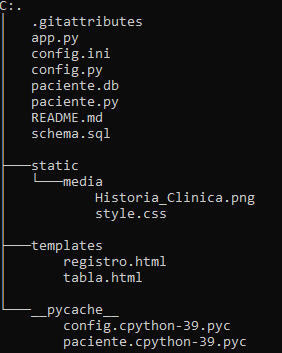 C:.
│   .gitattributes
│   app.py
│   config.ini
│   config.py
│   paciente.db
│   paciente.py
│   README.md
│   schema.sql
│
├───static
│   └───media
│           Historia_Clinica.png
│           style.css
│
├───templates
│       registro.html
│       tabla.html
│
└───__pycache__
        config.cpython-39.pyc
        paciente.cpython-39.pyc